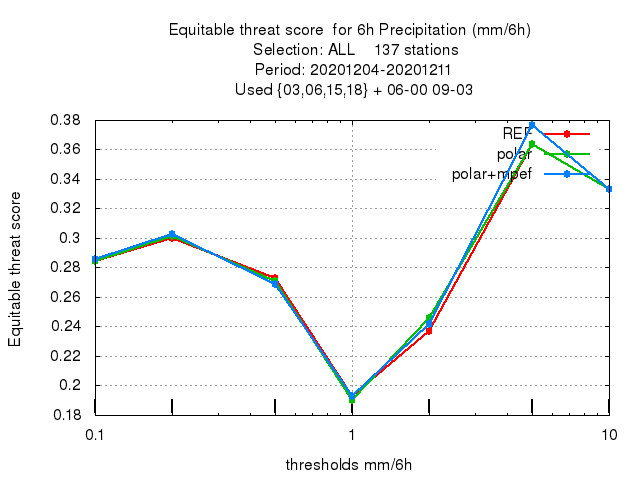 Equitable threat score  for 6h Precipitation (mm/6h)
Selection: ALL    137 stations
Period: 20201204-20201211
Used {03,06,15,18} + 06-00 09-03
0.38
0.36
0.34
0.32
0.3
0.28
0.26
0.24
0.22
0.2
0.18
Equitable threat score
REF
polar
polar+mpef
0.1
1
10
thresholds mm/6h